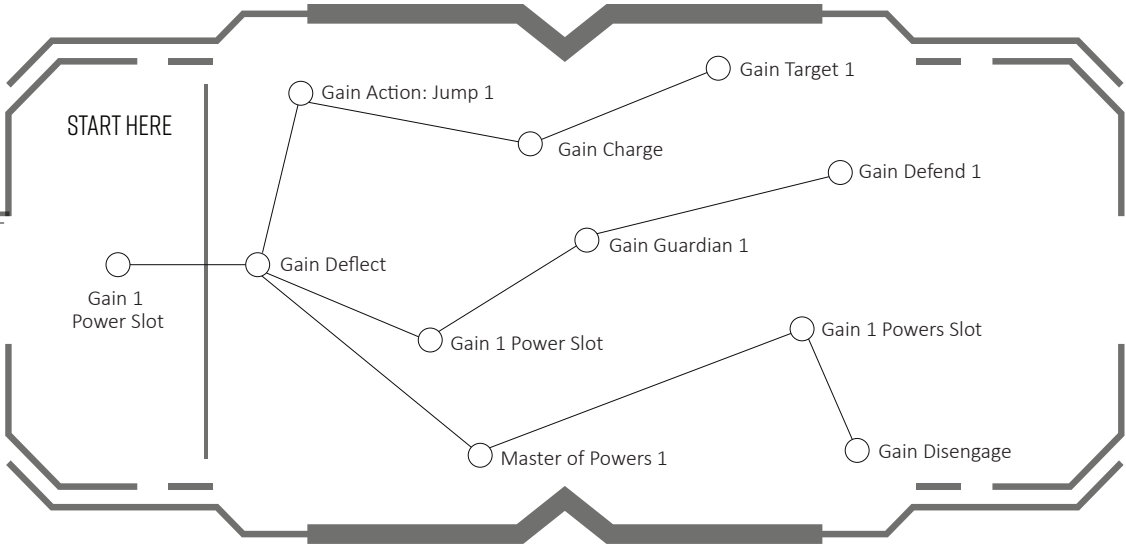 START HERE
Gain 1
Power Slot
Gain Deflect
Gain Action: Jump 1
Gain Charge
Gain Target 1
Gain 1 Power Slot
Gain Guardian 1
Gain Defend 1
Master of Powers 1
Gain 1 Powers Slot
Gain Disengage